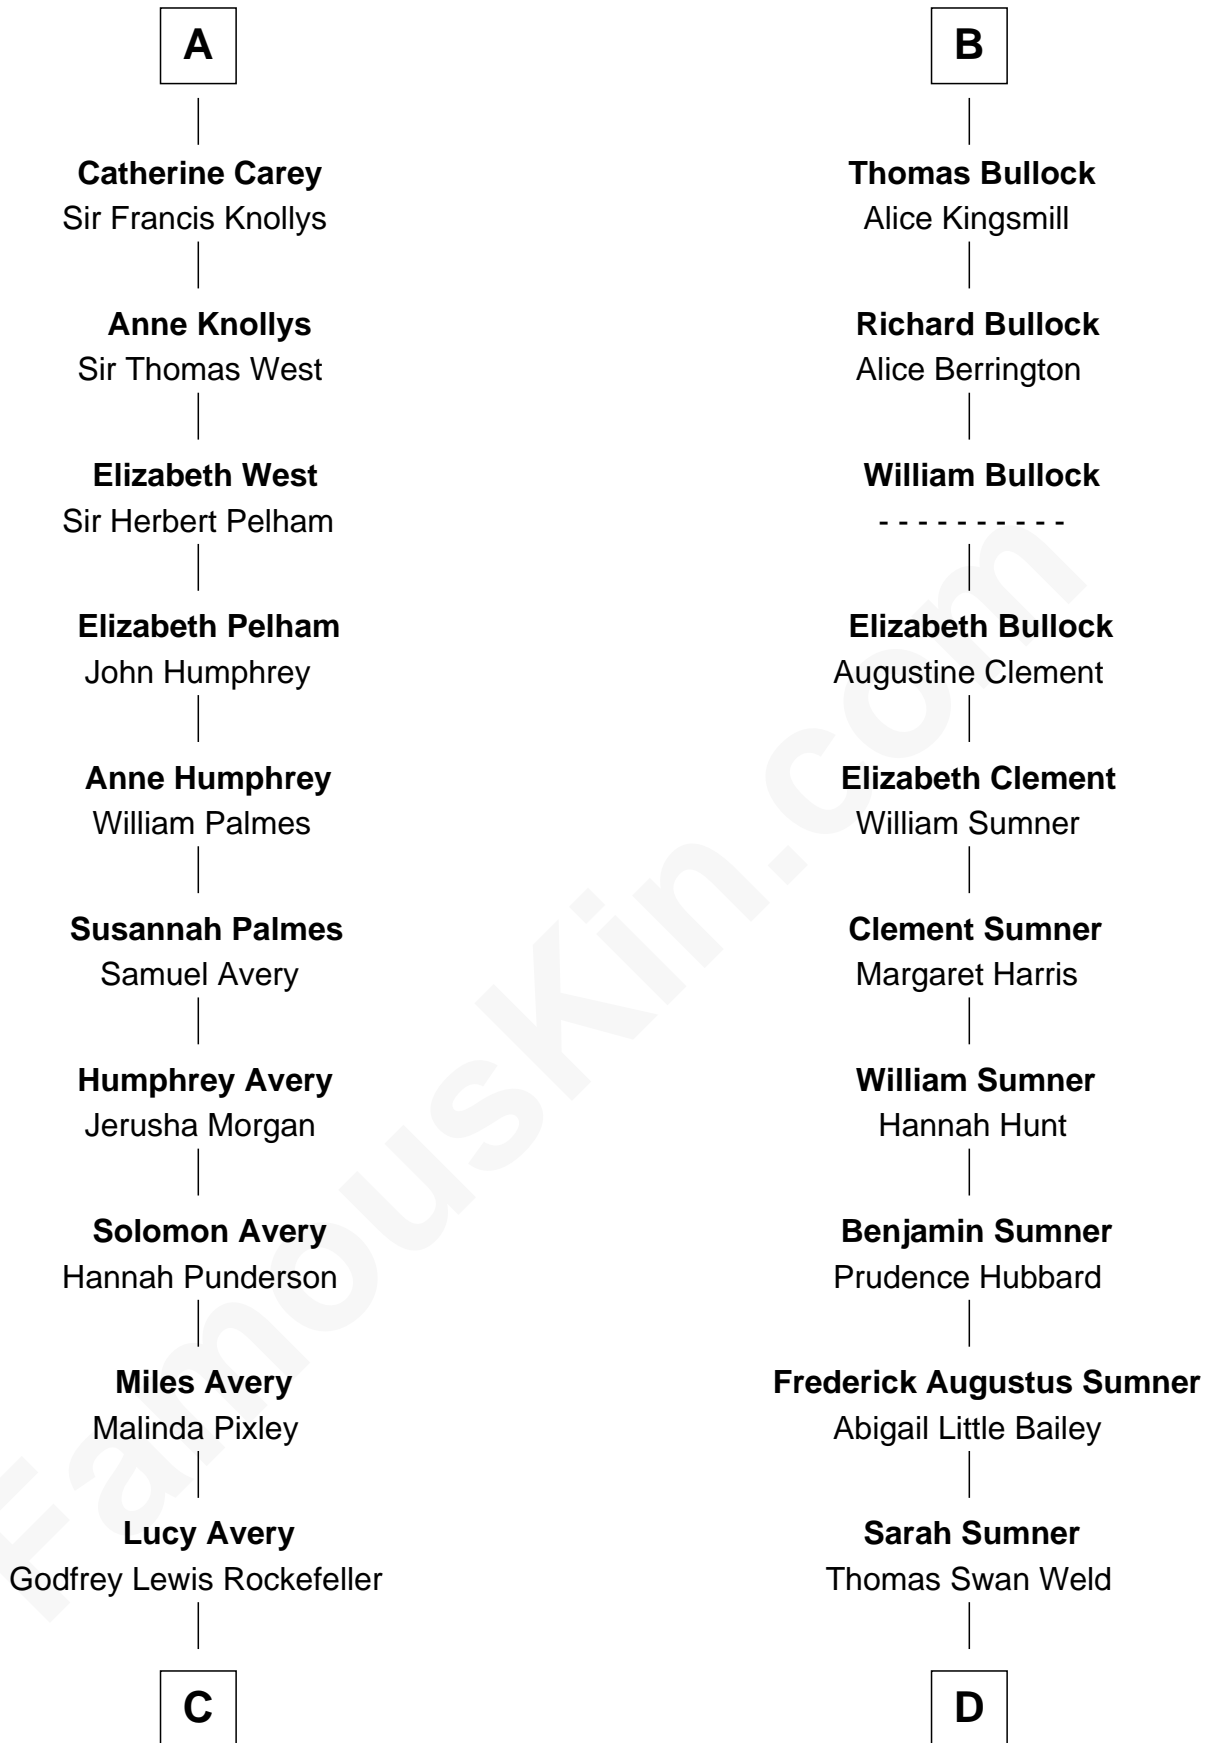 A
Catherine Carey
Sir Francis Knollys
Anne Knollys
Sir Thomas West
Elizabeth West
Sir Herbert Pelham
Elizabeth Pelham
John Humphrey
Anne Humphrey
William Palmes
Susannah Palmes
Samuel Avery
Humphrey Avery
Jerusha Morgan
Solomon Avery
Hannah Punderson
Miles Avery
Malinda Pixley
Lucy Avery
Godfrey Lewis Rockefeller
C
B
Thomas Bullock
Alice Kingsmill
Richard Bullock
Alice Berrington
William Bullock
- - - - - - - - - -
Elizabeth Bullock
Augustine Clement
Elizabeth Clement
William Sumner
Clement Sumner
Margaret Harris
William Sumner
Hannah Hunt
Benjamin Sumner
Prudence Hubbard
Frederick Augustus Sumner
Abigail Little Bailey
Sarah Sumner
Thomas Swan Weld
D
FamousKin.com